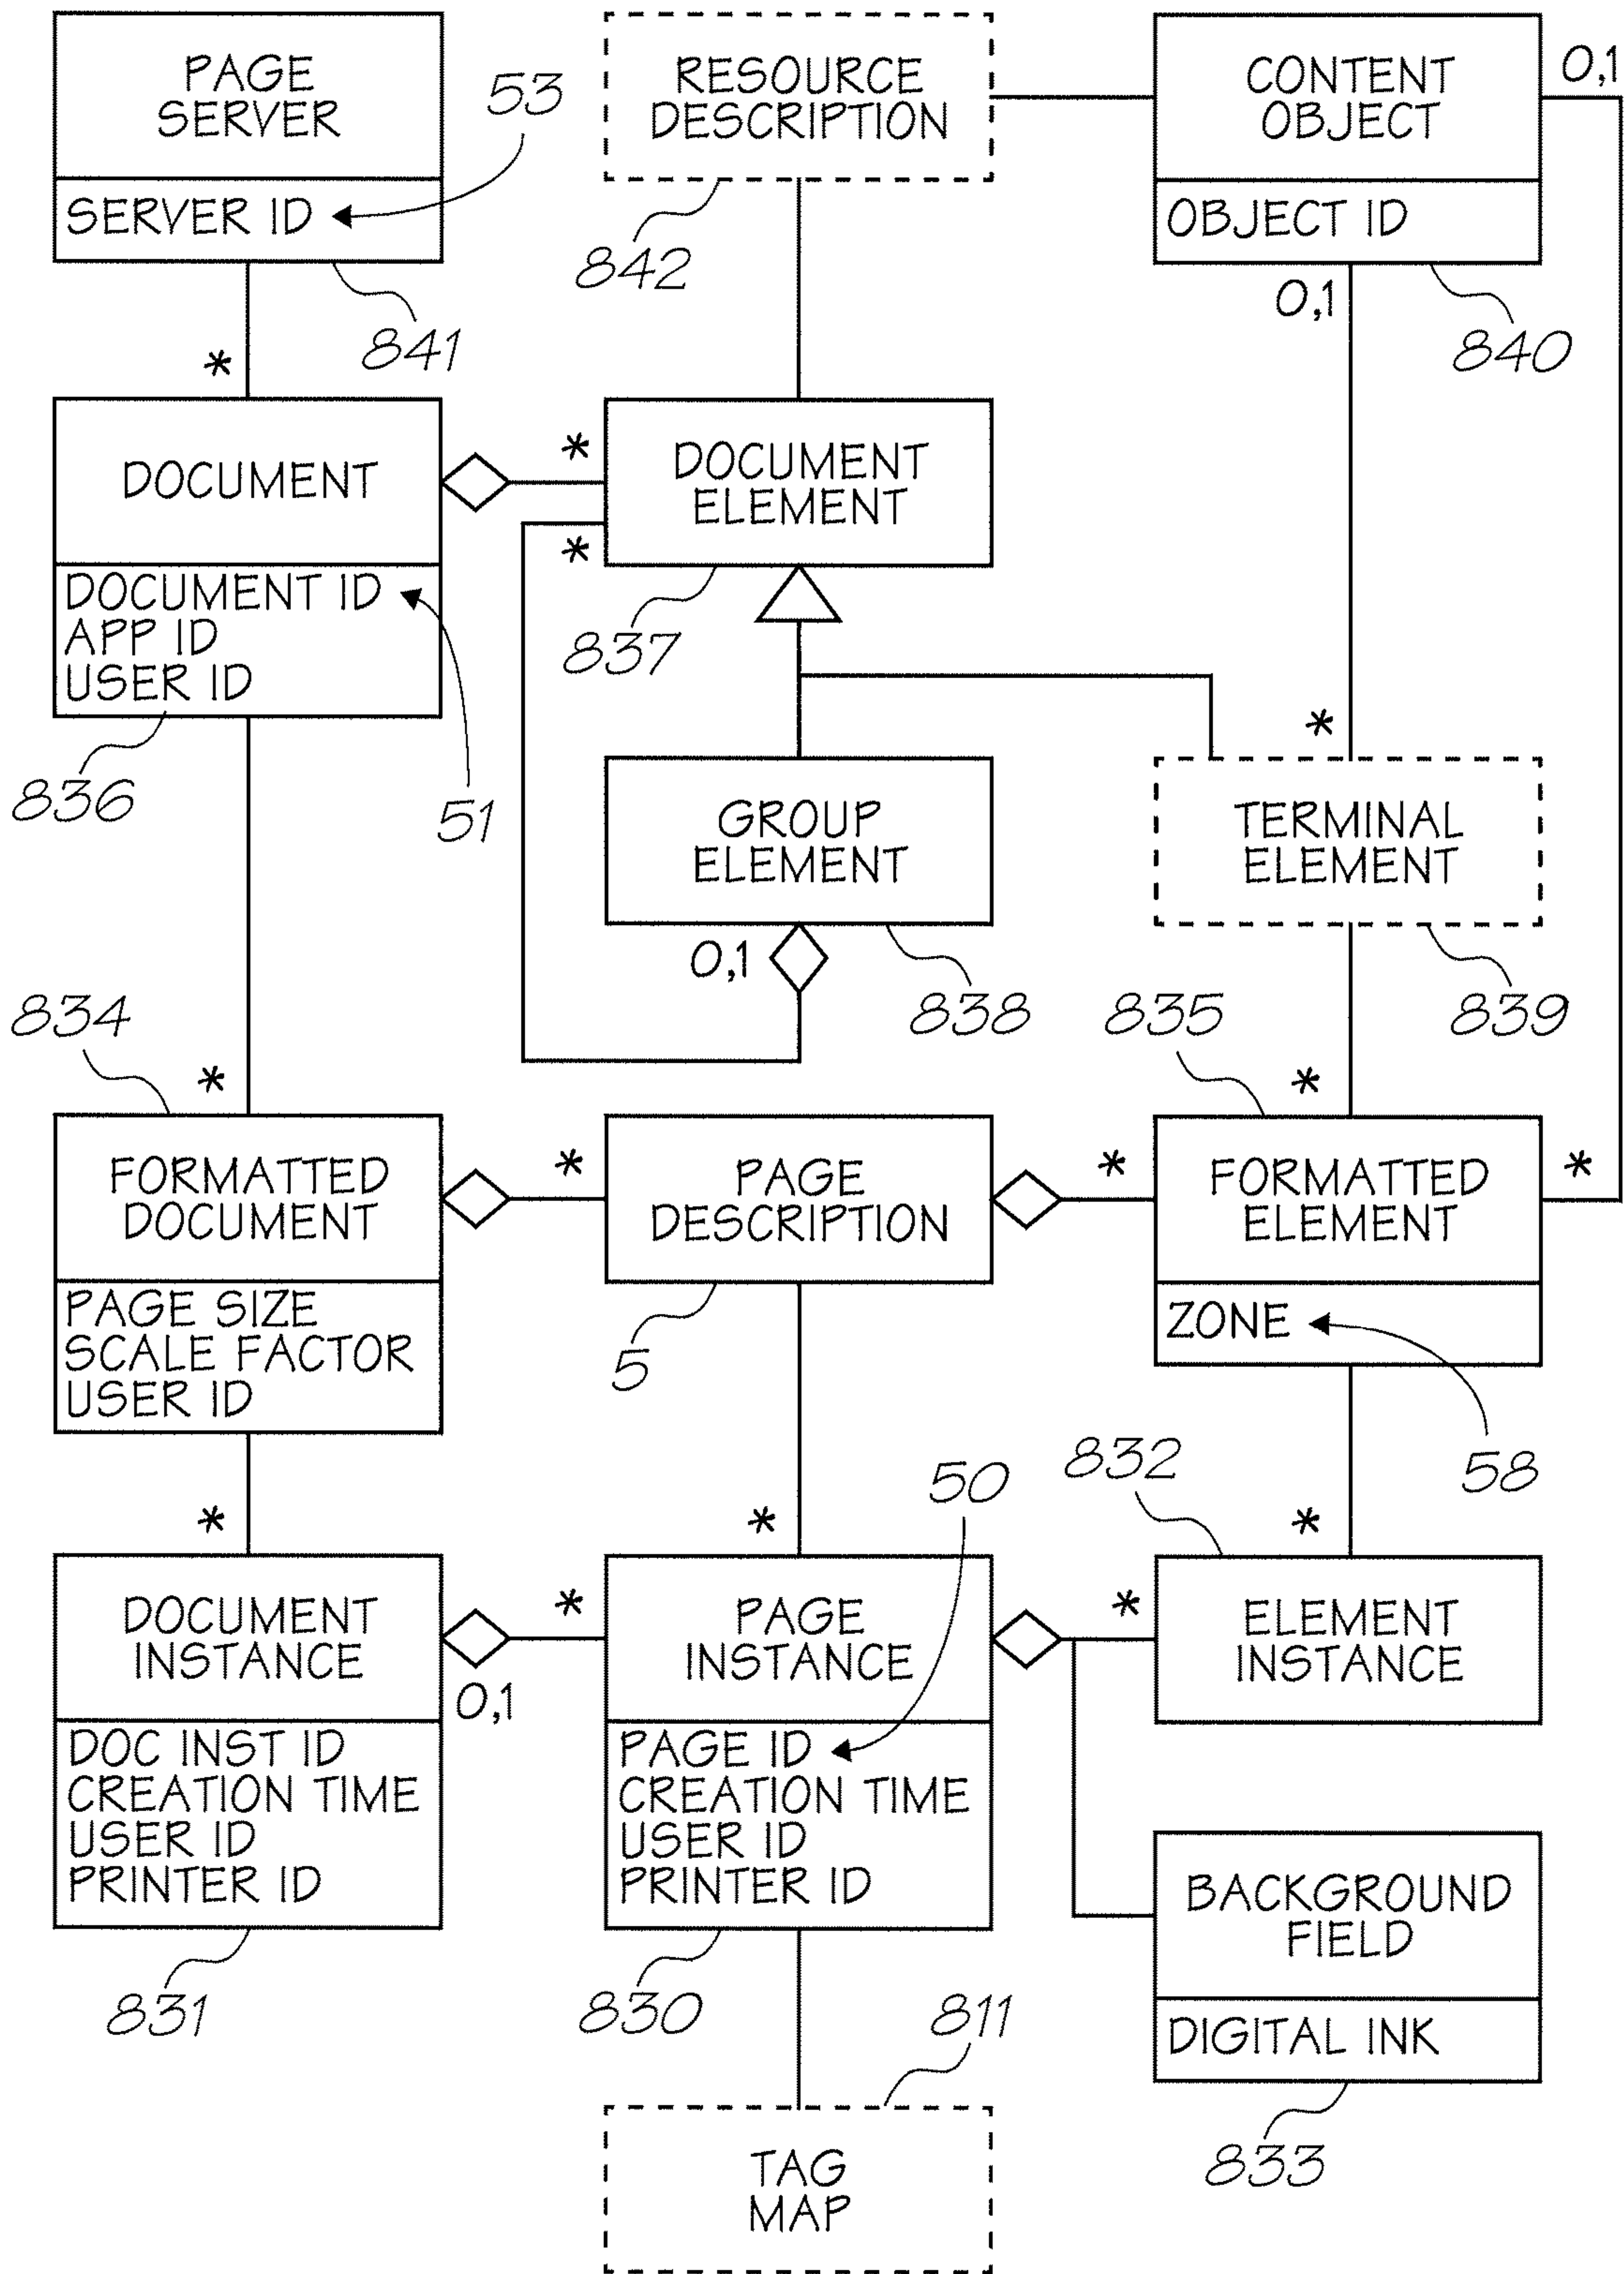 PAGE
SERVER
53
SERVER ID
841
*
RESOURCE
DESCRIPTION
842
CONTENT
OBJECT
0,1
OBJECT ID
0,1
840
DOCUMENT
DOCUMENT ID
APP ID
USER ID
836
51
*
*
DOCUMENT
ELEMENT
837
GROUP
ELEMENT
0,1
838
*
TERMINAL
ELEMENT
839
834
*
FORMATTED
DOCUMENT
PAGE SIZE
SCALE FACTOR
USER ID
*
PAGE
DESCRIPTION
5
835
*
*
FORMATTED
ELEMENT
*
ZONE
58
*
DOCUMENT
INSTANCE
0,1
DOC INST ID
CREATION TIME
USER ID
PRINTER ID
831
*
*
50
PAGE
INSTANCE
PAGE ID
CREATION TIME
USER ID
PRINTER ID
830
832
*
*
ELEMENT
INSTANCE
BACKGROUND
FIELD
DIGITAL INK
833
811
TAG
MAP